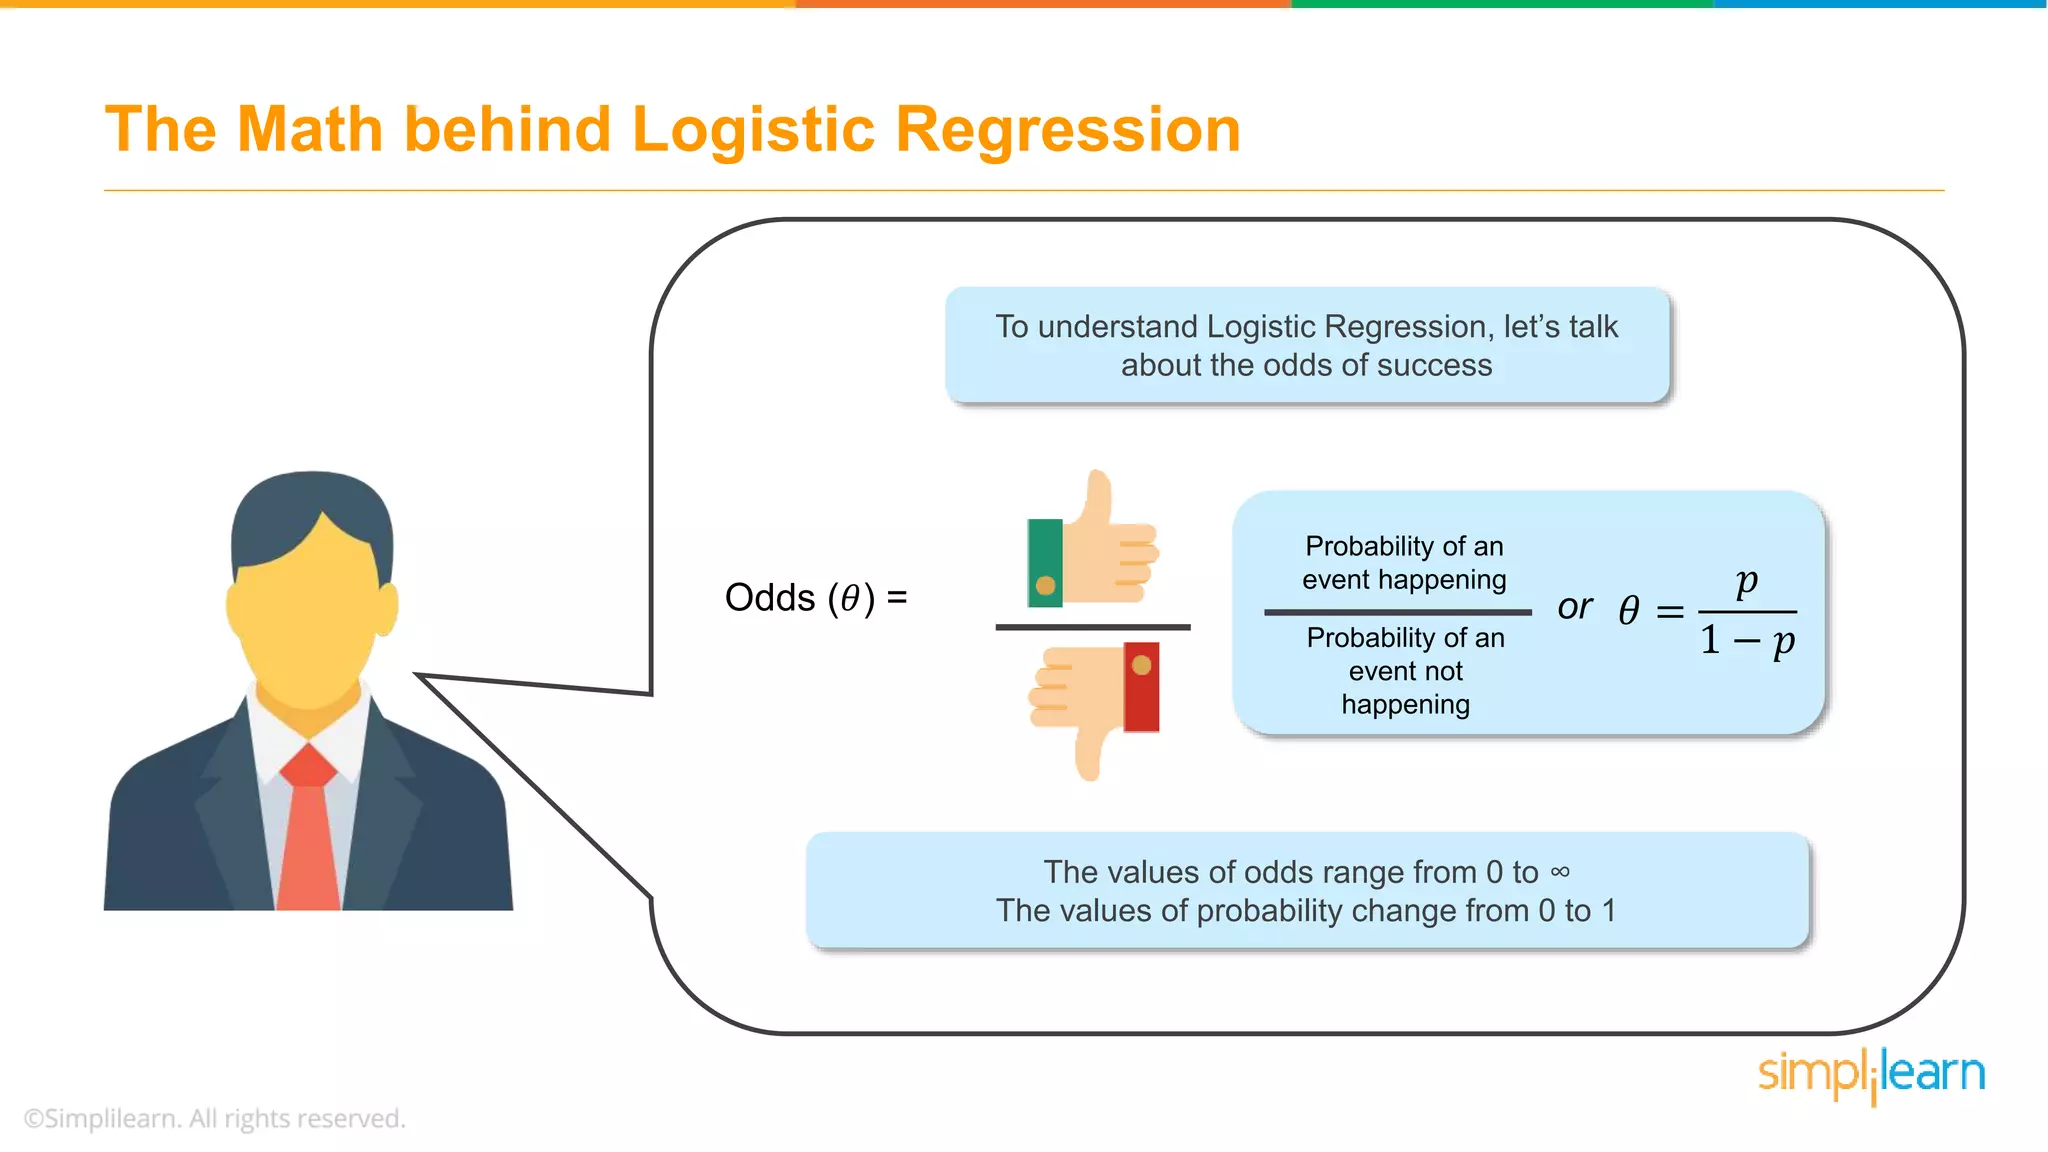 The Math behind Logistic Regression
To understand Logistic Regression, let’s talk
about the odds of success
Odds (𝜃) =
Probability of an
event happening
Probability of an
event not
happening
or 𝜃 = p / 1 − p
The values of odds range from 0 to ∞
The values of probability change from 0 to 1
simplilearn
©Simplilearn. All rights reserved.